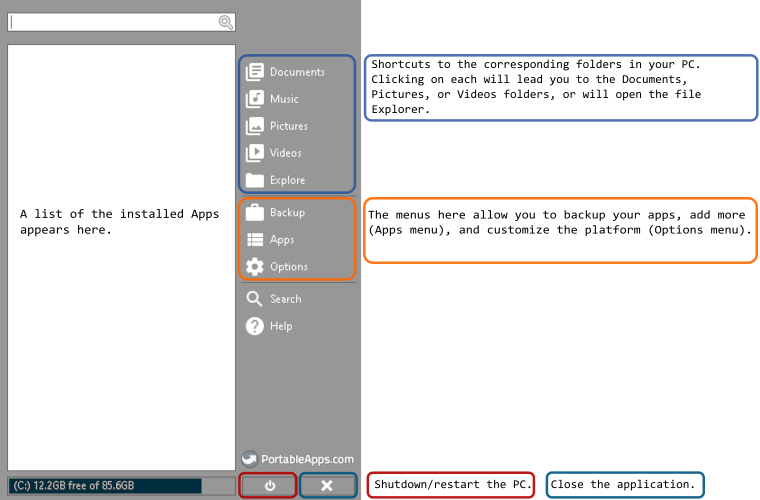 Documents
Music
Pictures
Videos
Explore
Shortcuts to the corresponding folders in your PC.
Clicking on each will lead you to the Documents,
Pictures, or Videos folders, or will open the file
Explorer.
A list of the installed Apps
appears here.
Backup
Apps
Options
The menus here allow you to backup your apps, add more
(Apps menu), and customize the platform (Options menu).
Search
Help
PortableApps.com
(C:) 12.2GB free of 85.6GB
Shutdown/restart the PC.
Close the application.